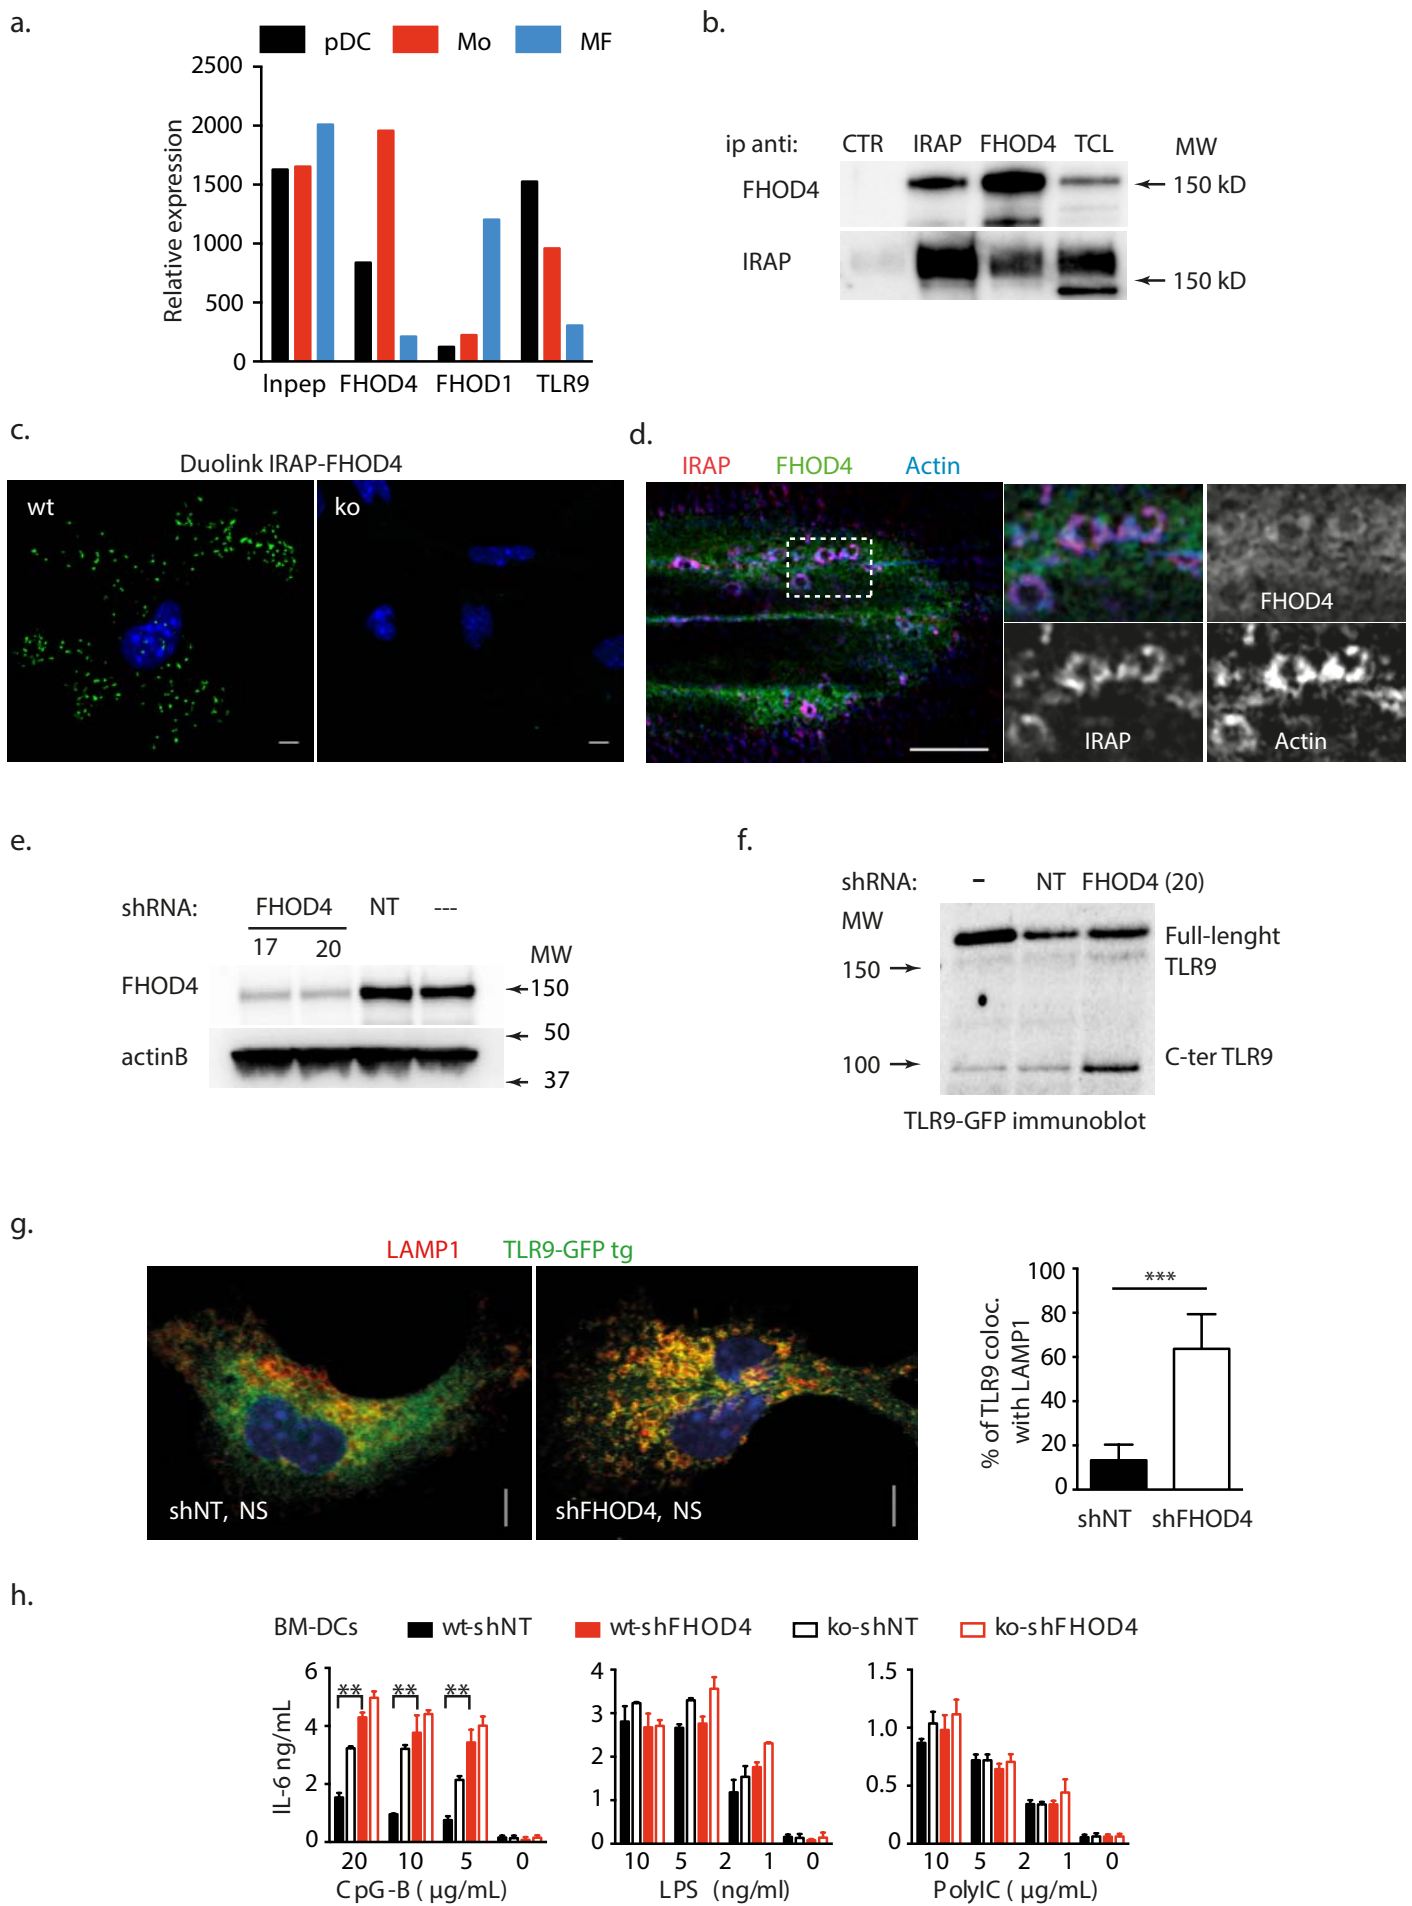 a.
pDC Mo MF
2500
2000
1500
1000
500
0
Relative expression
lnpep FHOD4 FHOD1 TLR9
b.
ip anti: CTR IRAP FHOD4 TCL MW
FHOD4 150 kD
IRAP 150 kD
c.
Duolink IRAP-FHOD4
wt ko
d.
IRAP FHOD4 Actin
FHOD4
IRAP Actin
e.
shRNA: FHOD4 NT ---
17 20 MW
FHOD4 150
50
actinB
37
f.
shRNA: – NT FHOD4 (20)
MW
Full-lenght
TLR9
150
100
C-ter TLR9
TLR9-GFP immunoblot
g.
LAMP1 TLR9-GFP tg
shNT, NS shFHOD4, NS
% of TLR9 coloc.
with LAMP1
100
80
60
40
20
0
***
shNT shFHOD4
h.
BM-DCs wt-shNT wt-shFHOD4 ko-shNT ko-shFHOD4
IL-6 ng/mL
6
4
2
0
** ** **
20 10 5 0
CpG-B ( µg/mL)
4
3
2
1
0
10 5 2 1 0
LPS (ng/ml)
1.5
1.0
0.5
0
10 5 2 1 0
PolyIC ( µg/mL)